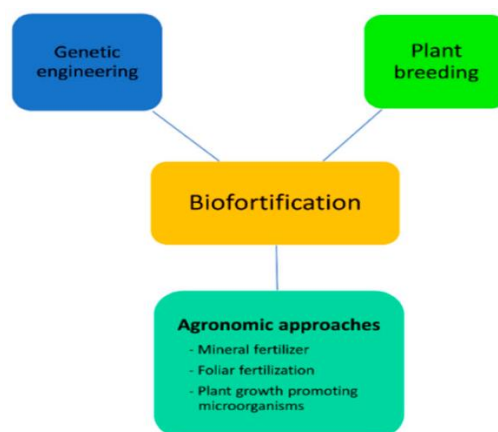 Genetic
engineering
Plant
breeding
Biofortification
Agronomic approaches
- Mineral fertilizer
- Foliar fertilization
- Plant growth promoting
microorganisms